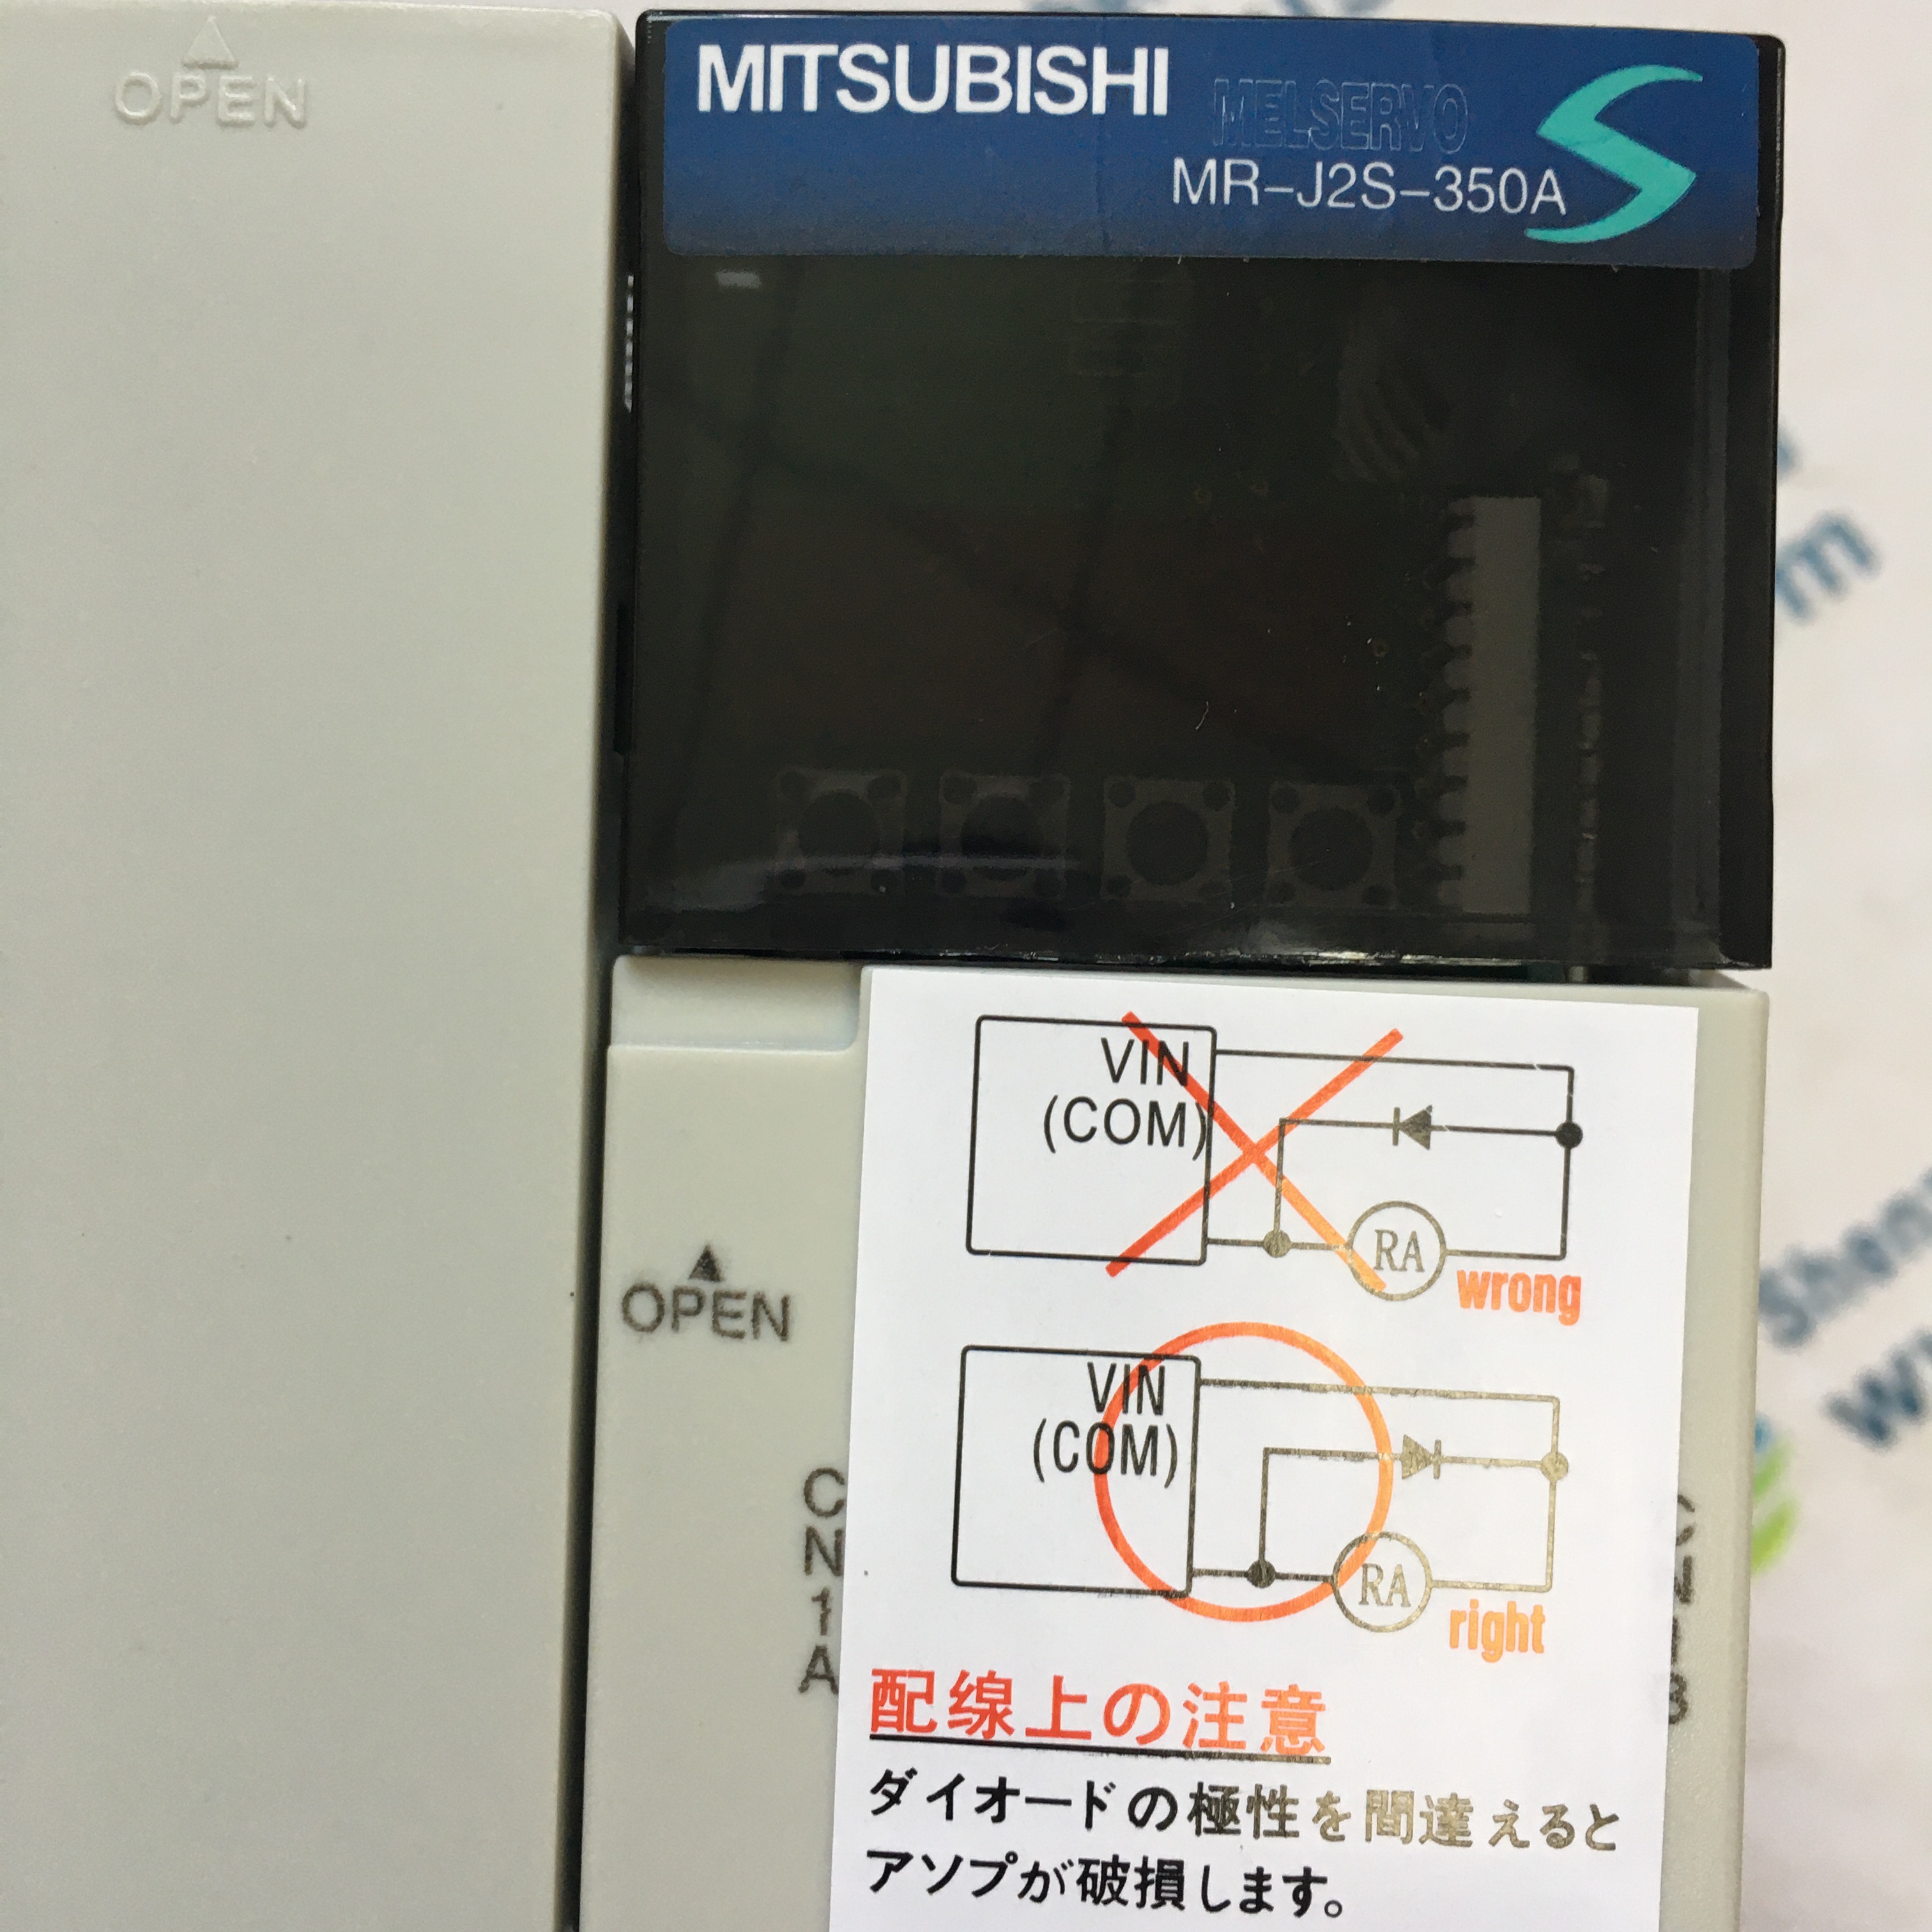 OPEN
MITSUBISHI
MELSERVO
MR-J2S-350A
VIN
(COM)
RA
wrong
OPEN
VIN
(COM)
RA
right
CN1A
配線上の注意
ダイオードの極性を間違えると
アソプが破損します。